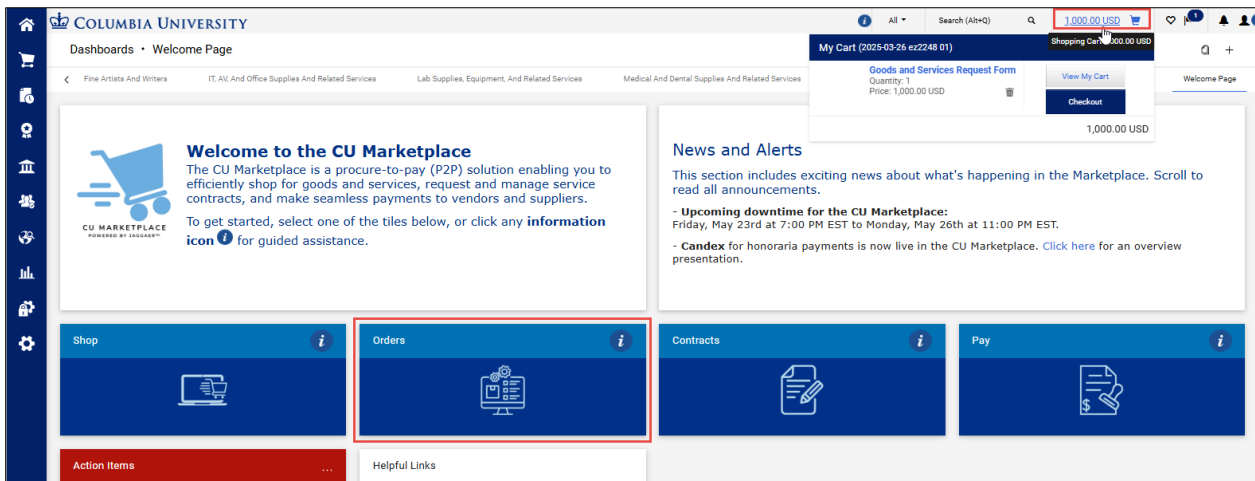 COLUMBIA UNIVERSITY
All
Search (Alt+Q)
1,000.00 USD
1
Dashboards • Welcome Page
My Cart (2025-03-26 ez2248 01)
Fine Artists And Writers
IT, AV, And Office Supplies And Related Services
Lab Supplies, Equipment, And Related Services
Medical And Dental Supplies And Related Services
Welcome Page
Goods and Services Request Form
Quantity: 1
Price: 1,000.00 USD
View My Cart
Checkout
1,000.00 USD
Welcome to the CU Marketplace
The CU Marketplace is a procure-to-pay (P2P) solution enabling you to
efficiently shop for goods and services, request and manage service
contracts, and make seamless payments to vendors and suppliers.
To get started, select one of the tiles below, or click any information
icon i for guided assistance.
CU MARKETPLACE
POWERED BY JAGGAER™
News and Alerts
This section includes exciting news about what's happening in the Marketplace. Scroll to
read all announcements.
- Upcoming downtime for the CU Marketplace:
Friday, May 23rd at 7:00 PM EST to Monday, May 26th at 11:00 PM EST.
- Candex for honoraria payments is now live in the CU Marketplace. Click here for an overview
presentation.
Shop
Orders
Contracts
Pay
Action Items ...
Helpful Links